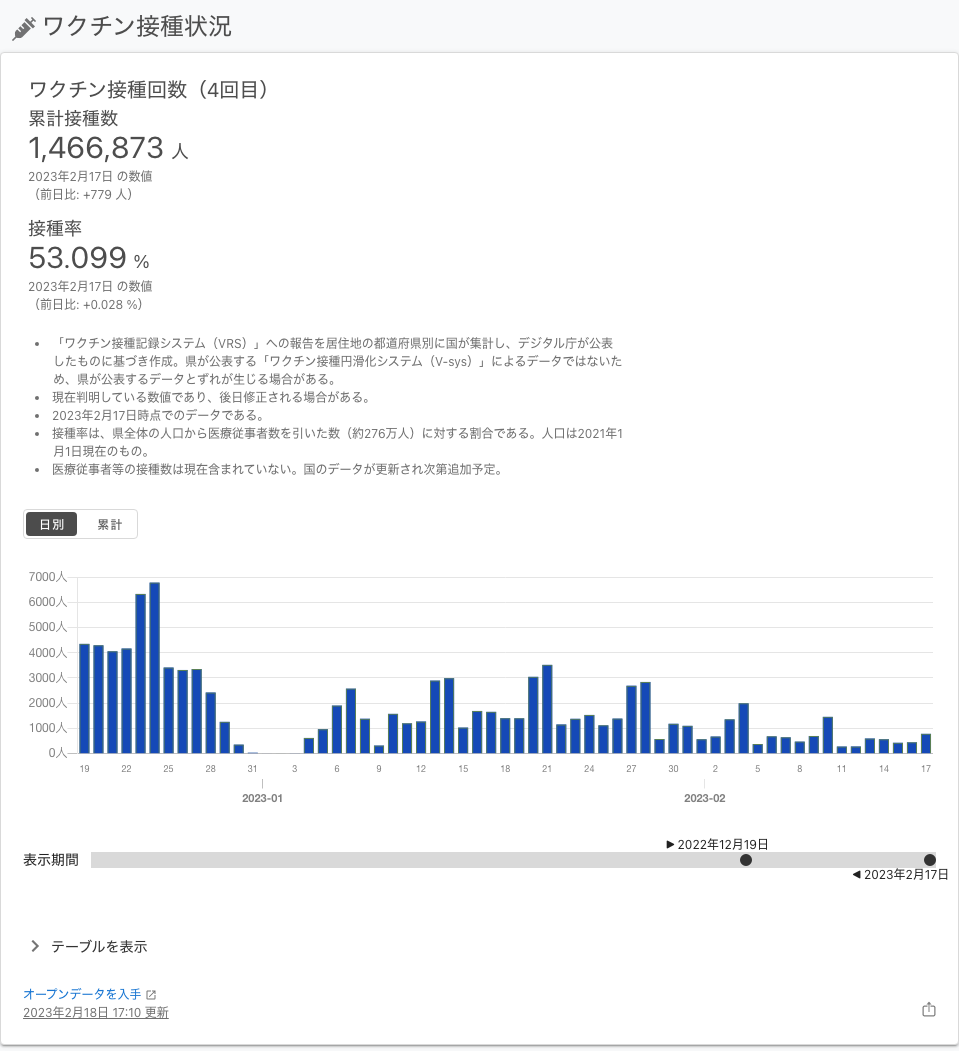 ワクチン接種状況
ワクチン接種回数（4回目）
累計接種数
1,466,873 人
2023年2月17日 の数値
（前日比: +779 人）
接種率
53.099 %
2023年2月17日 の数値
（前日比: +0.028 %）
• 「ワクチン接種記録システム（VRS）」への報告を居住地の都道府県別に国が集計し、デジタル庁が公表
したものに基づき作成。県が公表する「ワクチン接種円滑化システム（V-sys）」によるデータではないた
め、県が公表するデータとずれが生じる場合がある。
• 現在判明している数値であり、後日修正される場合がある。
• 2023年2月17日時点でのデータである。
• 接種率は、県全体の人口から医療従事者数を引いた数（約276万人）に対する割合である。人口は2021年1
月1日現在のもの。
• 医療従事者等の接種数は現在含まれていない。国のデータが更新され次第追加予定。
日別 累計
7000人
6000人
5000人
4000人
3000人
2000人
1000人
0人
19 22 25 28 31 3 6 9 12 15 18 21 24 27 30 2 5 8 11 14 17
2023-01 2023-02
▶ 2022年12月19日
表示期間
◀ 2023年2月17日
テーブルを表示
オープンデータを入手
2023年2月18日 17:10 更新